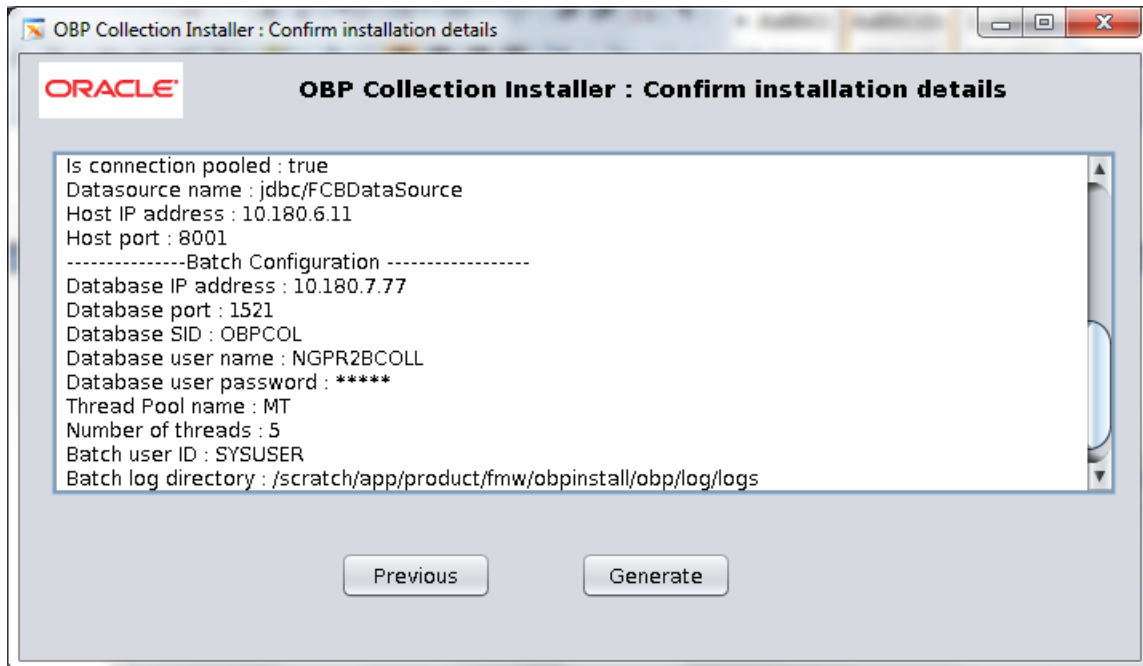 OBP Collection Installer : Confirm installation details
ORACLE
OBP Collection Installer : Confirm installation details
Is connection pooled : true
Datasource name : jdbc/FCBDataSource
Host IP address : 10.180.6.11
Host port : 8001
---------------Batch Configuration ------------------
Database IP address : 10.180.7.77
Database port : 1521
Database SID : OBPCOL
Database user name : NGPR2BCOLL
Database user password : *****
Thread Pool name : MT
Number of threads : 5
Batch user ID : SYSUSER
Batch log directory : /scratch/app/product/fmw/obpinstall/obp/log/logs
Previous
Generate